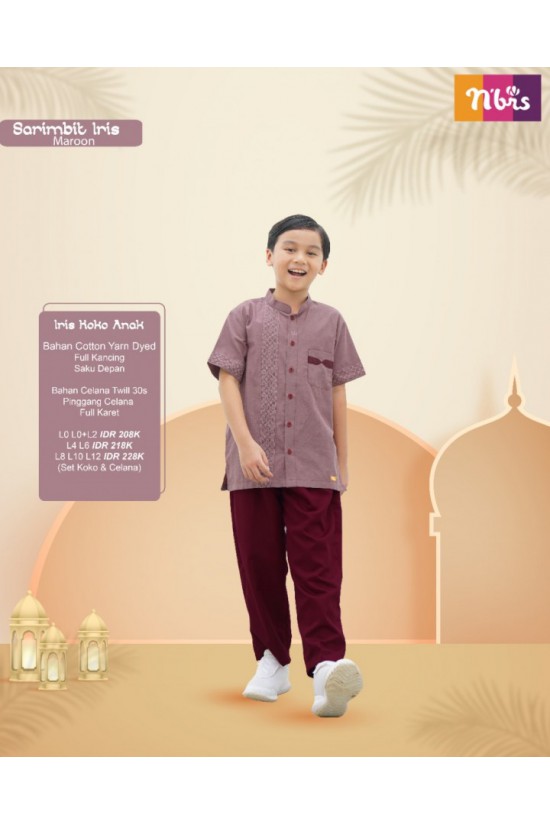 N'brs
Sarimbit Iris
Maroon
Iris Koko Anak
Bahan Cotton Yarn Dyed
Full Kancing
Saku Depan
Bahan Celana Twill 30s
Pinggang Celana
Full Karet
L0 L0+L2 IDR 208K
L4 L6 IDR 218K
L8 L10 L12 IDR 228K
(Set Koko & Celana)